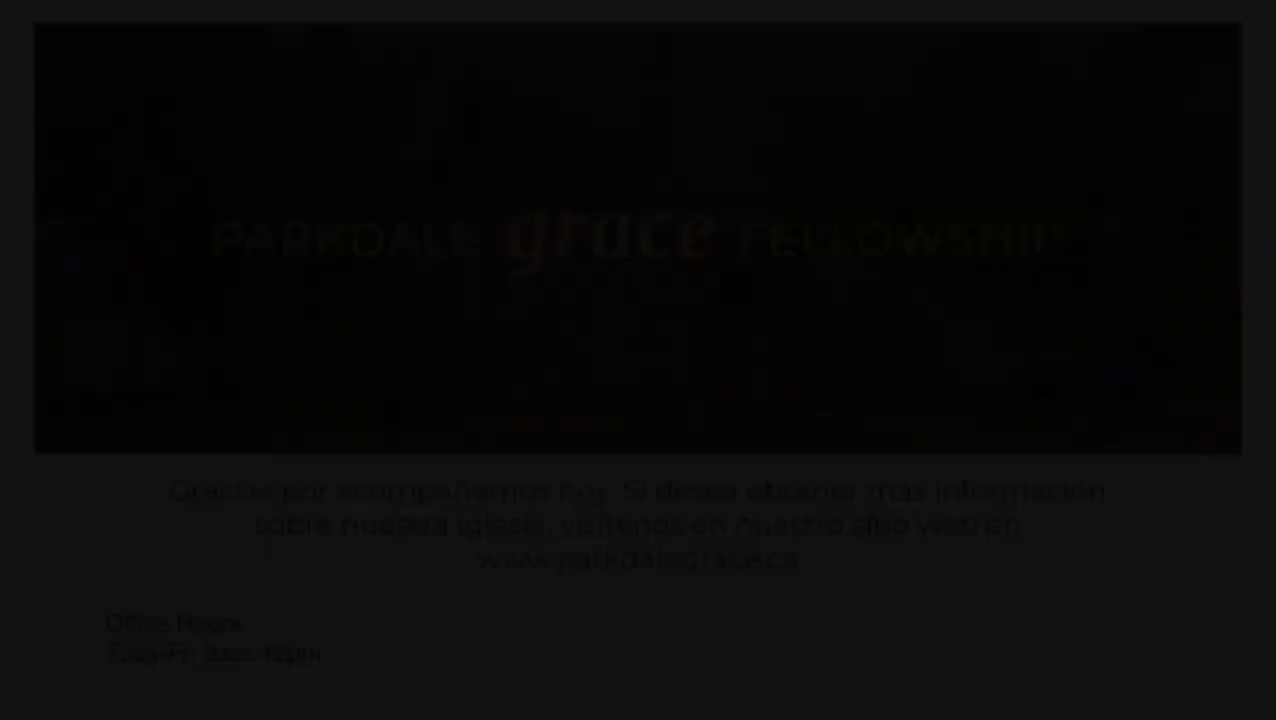 PARKDALE grace FELLOWSHIP
Gracias por acompañarnos hoy. Si desea obtener más información
sobre nuestra iglesia, visítenos en nuestro sitio web en
www.parkdalegrace.ca
Office Hours
Tues-Fri 9am-12pm